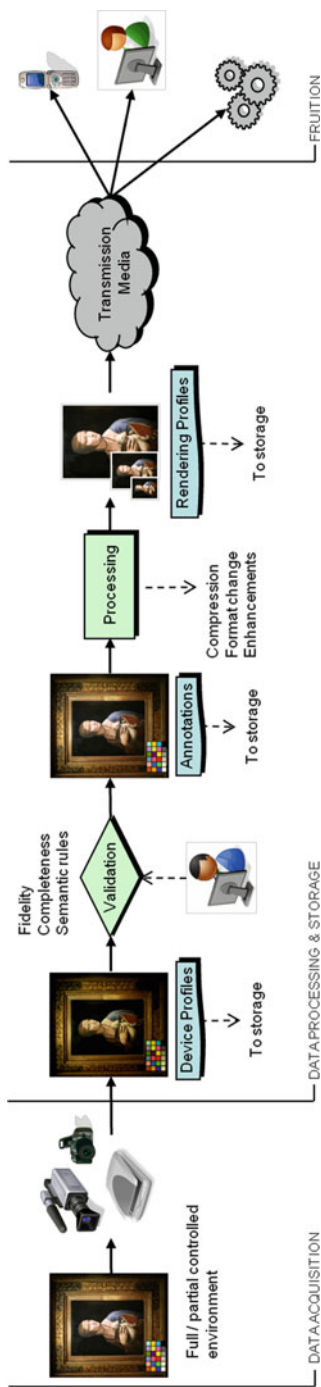 Full / partial controlled
environment
DATA ACQUISITION
Device Profiles
To storage
Fidelity
Completeness
Semantic rules
Validation
Annotations
To storage
Processing
Compression
Format change
Enhancements
Rendering Profiles
To storage
DATA PROCESSING & STORAGE
Transmission
Media
FRUITION